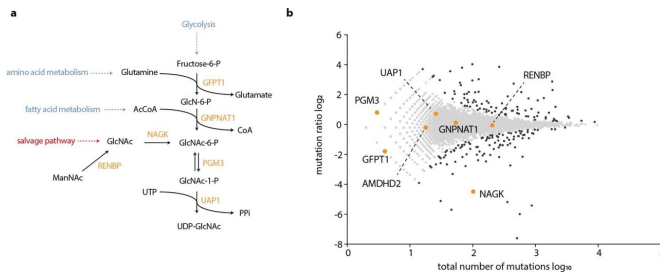 a
Glycolysis
Fructose-6-P
amino acid metabolism
Glutamine
GFPT1
Glutamate
GlcN-6-P
fatty acid metabolism
AcCoA
GNPNAT1
CoA
salvage pathway
GlcNAc
NAGK
GlcNAc-6-P
RENBP
PGM3
ManNAc
GlcNAc-1-P
UTP
UAP1
PPi
UDP-GlcNAc
b
mutation ratio log₂
6
4
2
0
-2
-4
-6
-8
UAP1
RENBP
PGM3
GNPNAT1
GFPT1
AMDHD2
NAGK
0 1 2 3 4 5
total number of mutations log₁₀